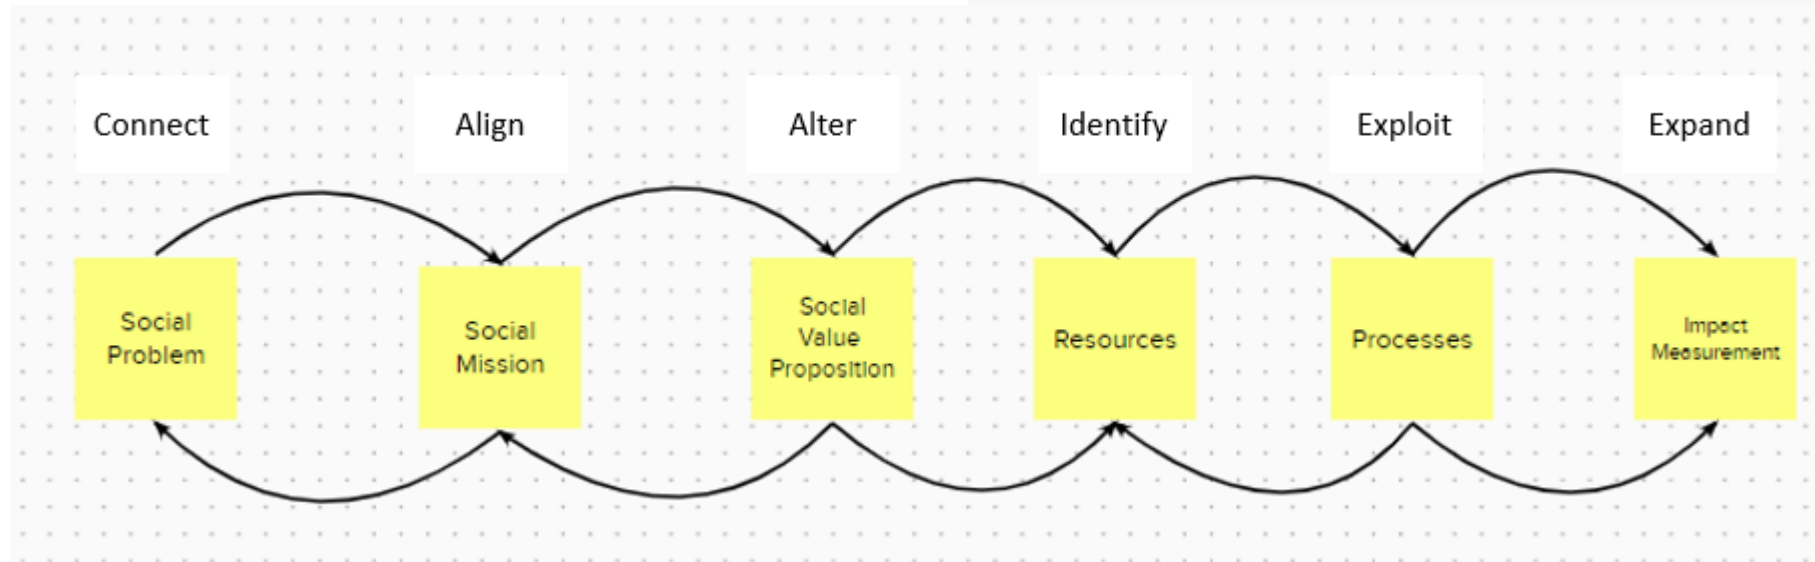 Connect
Align
Alter
Identify
Exploit
Expand
Social
Problem
Social
Mission
Social
Value
Proposition
Resources
Processes
Impact
Measurement